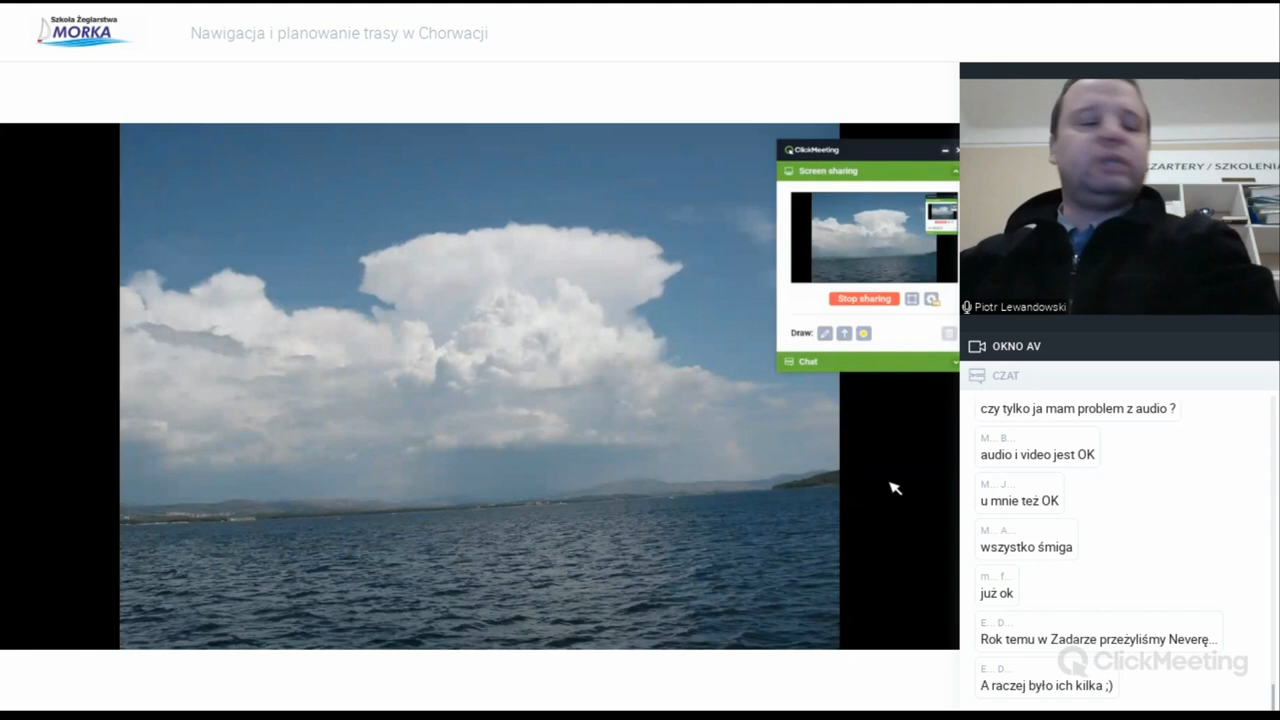 Szkoła Żeglarstwa
MORKA
Nawigacja i planowanie trasy w Chorwacji
ClickMeeting
Screen sharing
Stop sharing
Draw:
Chat
CZARTERY / SZKOLENIA
Piotr Lewandowski
OKNO AV
CZAT
czy tylko ja mam problem z audio ?
M... B...
audio i video jest OK
M... J...
u mnie też OK
M... A...
wszystko śmiga
m... f...
już ok
E... D...
Rok temu w Zadarze przeżyliśmy Neverę...
E... D...
A raczej było ich kilka ;)
ClickMeeting